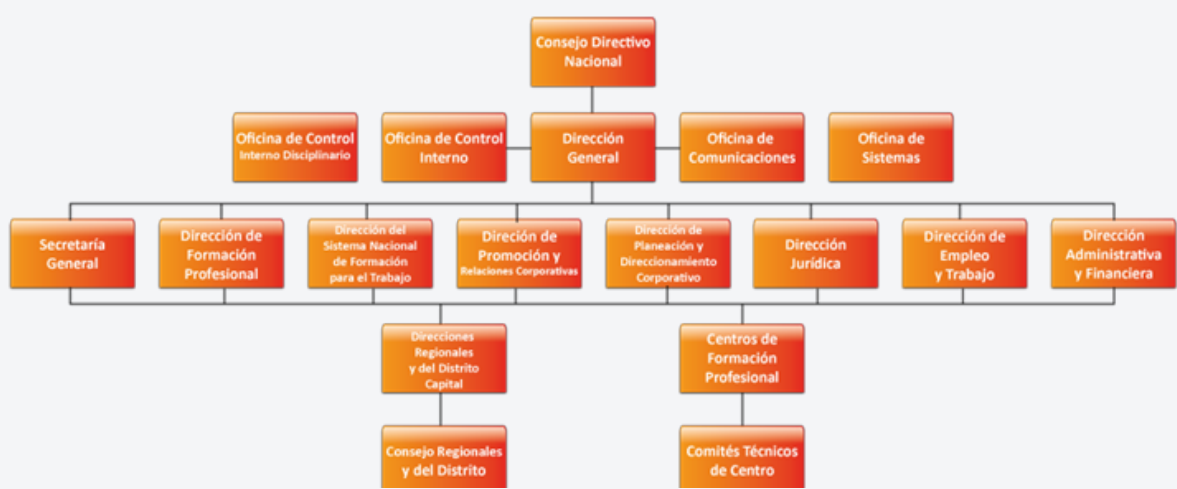 Consejo Directivo
Nacional
Oficina de Control
Interno Disciplinario
Oficina de Control
Interno
Dirección
General
Oficina de
Comunicaciones
Oficina de
Sistemas
Secretaría
General
Dirección de
Formación
Profesional
Dirección del
Sistema Nacional
de Formación
para el Trabajo
Direción de
Promoción y
Relaciones Corporativas
Dirección de
Planeación y
Direccionamiento
Corporativo
Dirección
Jurídica
Dirección de
Empleo
y Trabajo
Dirección
Administrativa
y Financiera
Direcciones
Regionales
y del Distrito
Capital
Centros de
Formación
Profesional
Consejo Regionales
y del Distrito
Comités Técnicos
de Centro